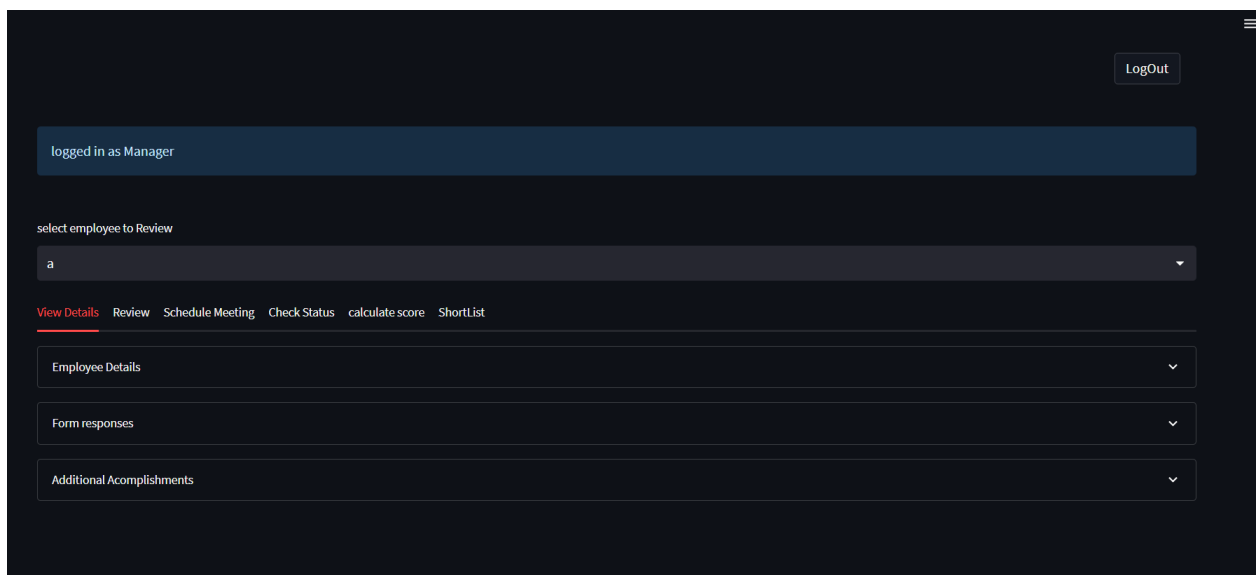 LogOut
logged in as Manager
select employee to Review
a
View Details Review Schedule Meeting Check Status calculate score ShortList
Employee Details
Form responses
Additional Acomplishments